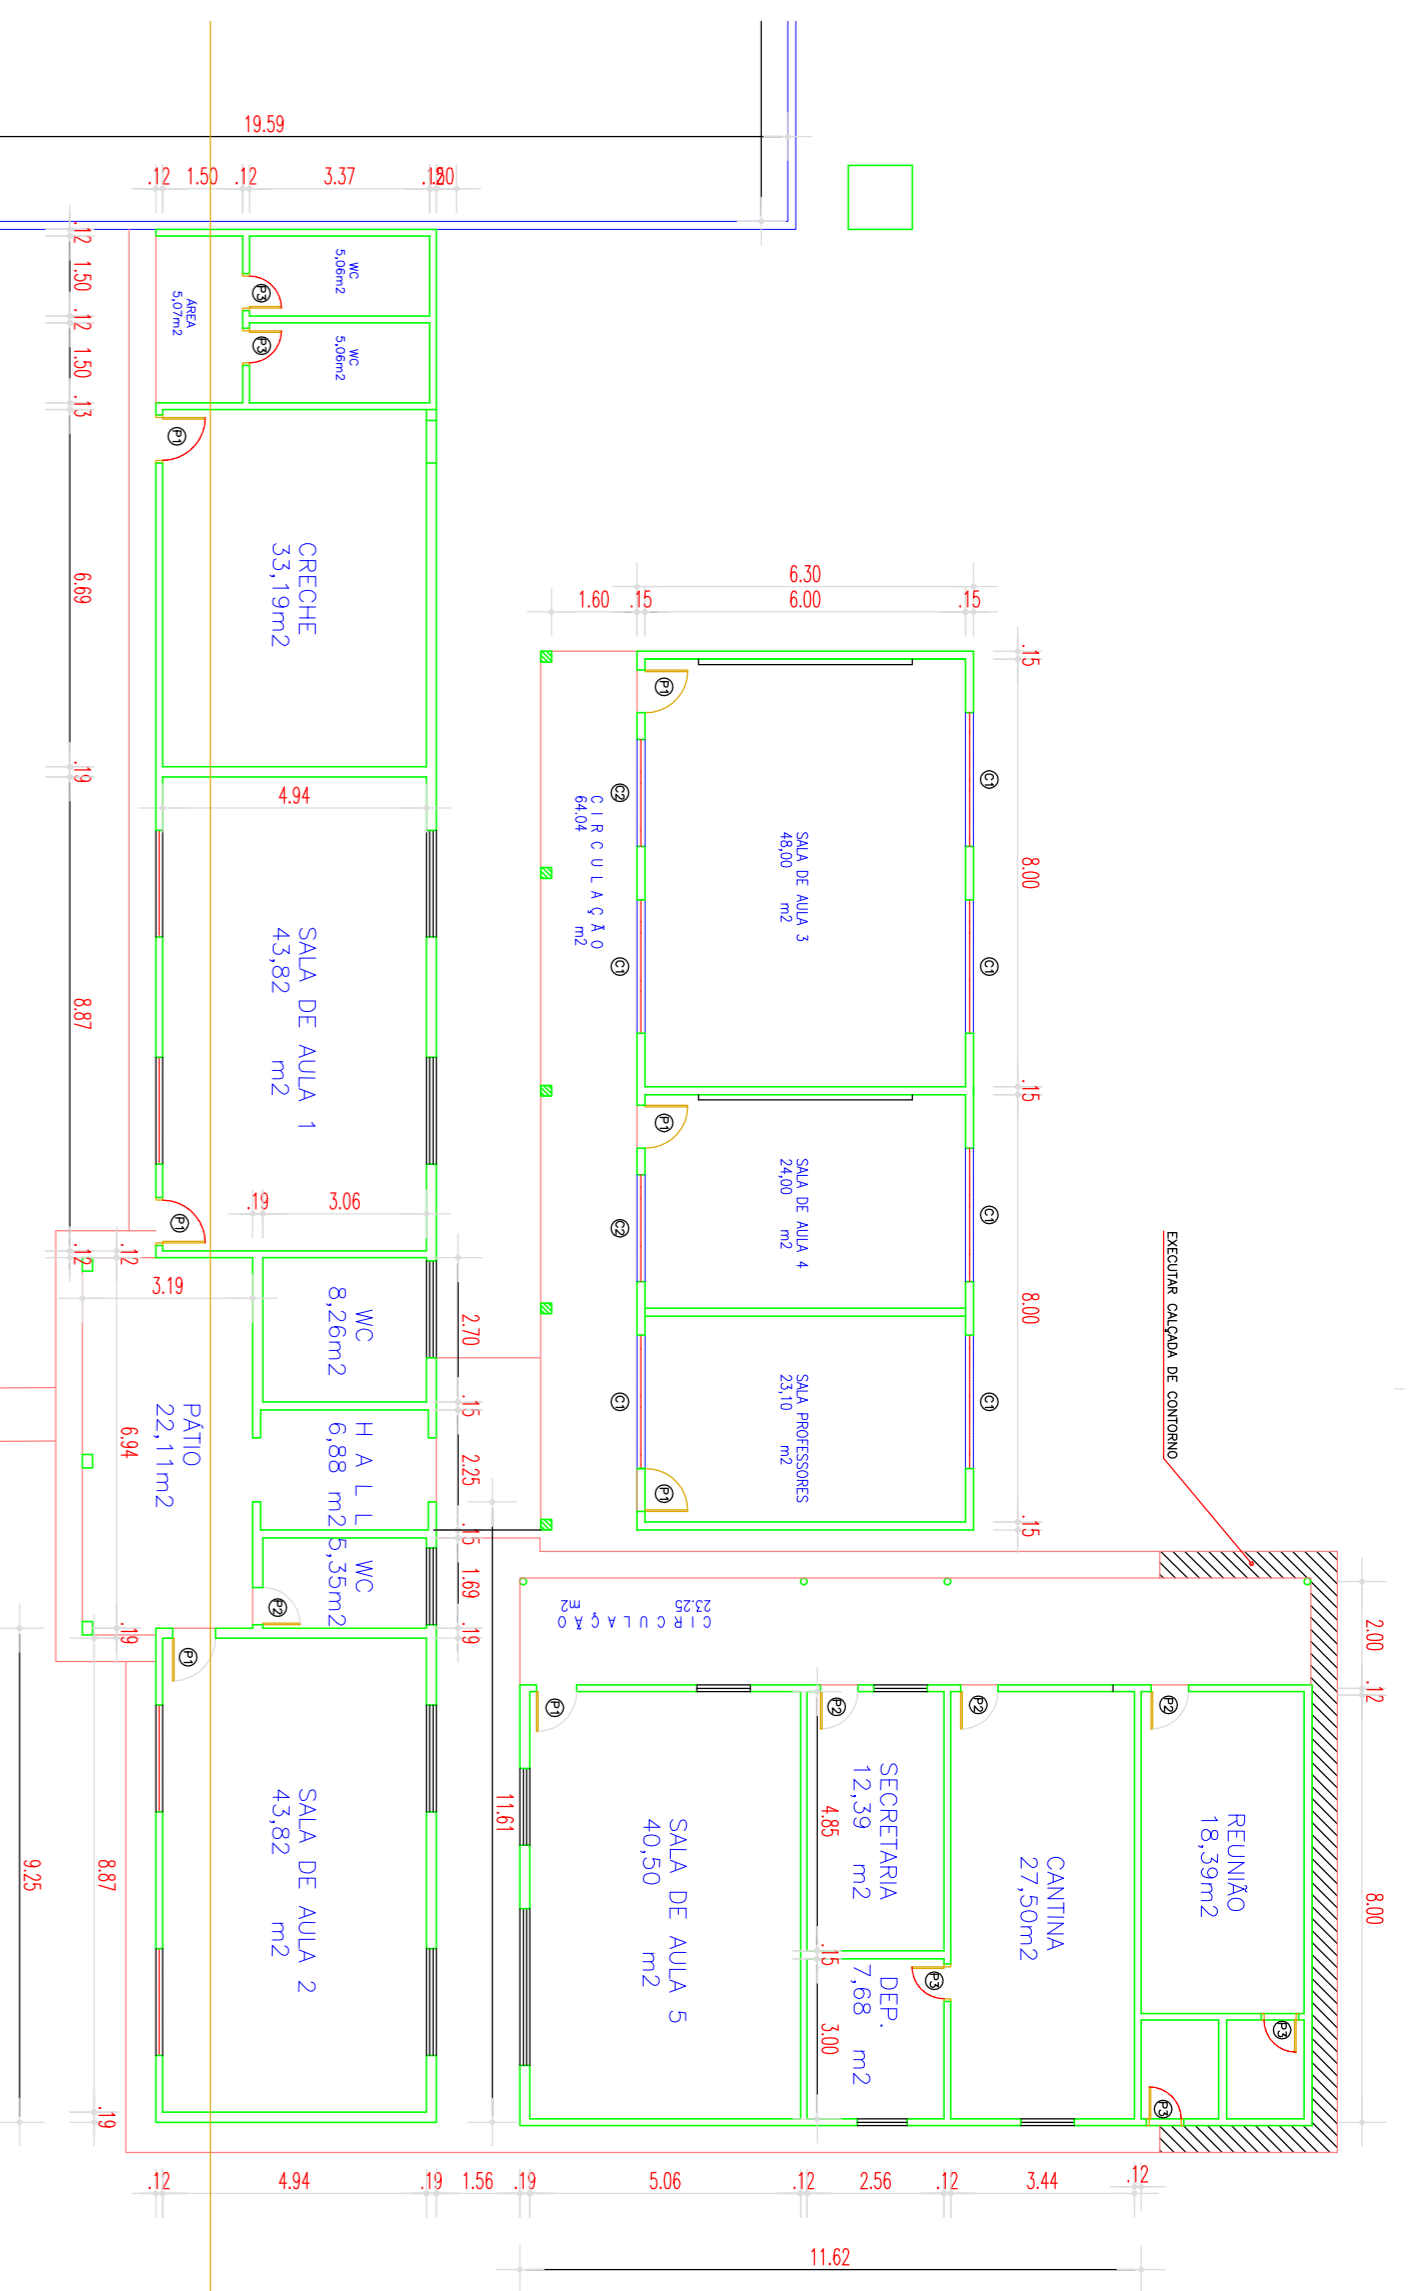 19.59
.12 1.50 .12 3.37 .12 .50
.12
1.50
.12
1.50
.13
6.69
.19
8.87
.12
WC
5,06m2
WC
5,06m2
ÁREA
5,07m2
P3
P3
P1
CRECHE
33,19m2
4.94
SALA DE AULA 1
43,82 m2
P1
.19 3.06
6.30
1.60 .15 6.00 .15
.15
8.00
.15
8.00
.15
P1
C2
C1
C1
C1
SALA DE AULA 3
48,00 m2
CIRCULAÇÃO
64.04 m2
P1
C2
C1
SALA DE AULA 4
24,00 m2
SALA PROFESSORES
23,10 m2
C1
C1
P1
EXECUTAR CALÇADA DE CONTORNO
.12
3.19
6.94
.19
PÁTIO
22,11m2
WC
8,26m2
HALL
6,88 m2
WC
5,35m2
P2
2.70
.15
2.25
.15
1.69
.19
P1
SALA DE AULA 2
43,82 m2
9.25
8.87
.19
11.61
CIRCULAÇÃO
23.25 m2
2.00
.12
8.00
P1
P2
P2
P2
SALA DE AULA 5
40,50 m2
SECRETARIA
12,39 m2
4.85
.15
3.00
DEP.
7,68 m2
P3
CANTINA
27,50m2
REUNIÃO
18,39m2
P3
P3
.12 4.94 .19 1.56 .19 5.06 .12 2.56 .12 3.44 .12
11.62